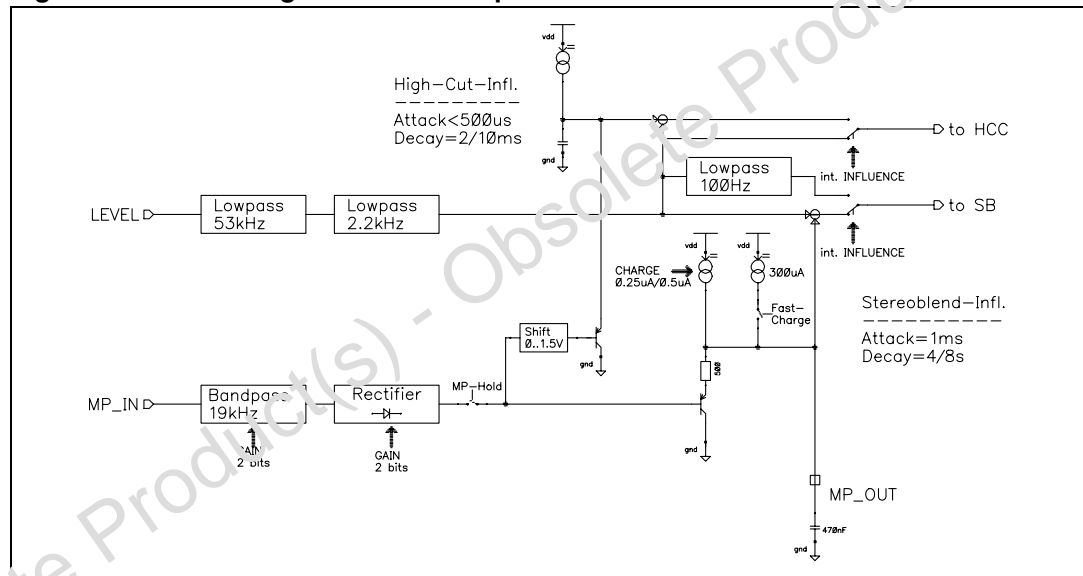 vdd
High-Cut-Infl.
Attack<500us
Decay=2/10ms
gnd
to HCC
int. INFLUENCE
Lowpass
100Hz
LEVEL
Lowpass
53kHz
Lowpass
2.2kHz
to SB
int. INFLUENCE
vdd
vdd
CHARGE
0.25uA/0.5uA
300uA
Fast-
Charge
Stereoblend-Infl.
Attack=1ms
Decay=4/8s
Shift
0..1.5V
gnd
500
MP_IN
Bandpass
19kHz
Rectifier
MP-Hold
GAIN
2 bits
GAIN
2 bits
gnd
MP_OUT
470nF
gnd
Obsolete Product(s) - Obsolete Produ